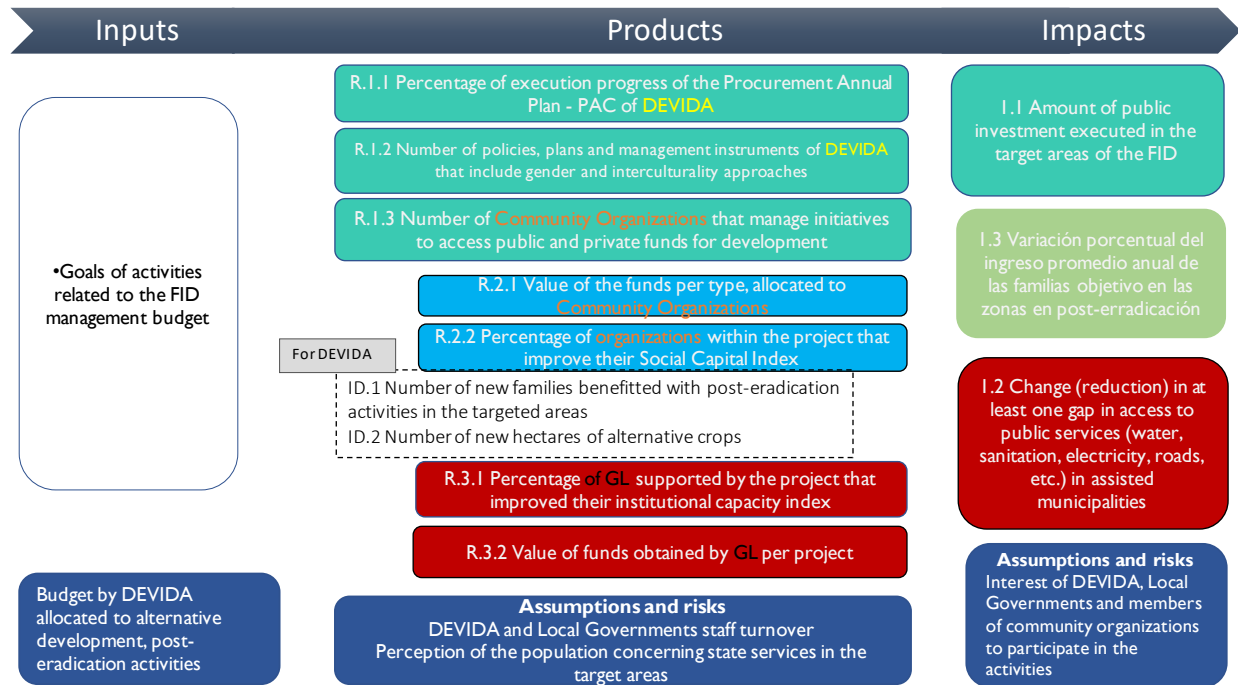 Inputs
Products
Impacts
•Goals of activities
related to the FID
management budget
Budget by DEVIDA
allocated to alternative
development, post-
eradication activities
R.1.1 Percentage of execution progress of the Procurement Annual
Plan - PAC of DEVIDA
R.1.2 Number of policies, plans and management instruments of DEVIDA
that include gender and interculturality approaches
R.1.3 Number of Community Organizations that manage initiatives
to access public and private funds for development
R.2.1 Value of the funds per type, allocated to
Community Organizations
R.2.2 Percentage of organizations within the project that
improve their Social Capital Index
For DEVIDA
ID.1 Number of new families benefitted with post-eradication
activities in the targeted areas
ID.2 Number of new hectares of alternative crops
R.3.1 Percentage of GL supported by the project that
improved their institutional capacity index
R.3.2 Value of funds obtained by GL per project
Assumptions and risks
DEVIDA and Local Governments staff turnover
Perception of the population concerning state services in the
target areas
1.1 Amount of public
investment executed in the
target areas of the FID
1.3 Variación porcentual del
ingreso promedio anual de
las familias objetivo en las
zonas en post-erradicación
1.2 Change (reduction) in at
least one gap in access to
public services (water,
sanitation, electricity, roads,
etc.) in assisted
municipalities
Assumptions and risks
Interest of DEVIDA, Local
Governments and members
of community organizations
to participate in the
activities